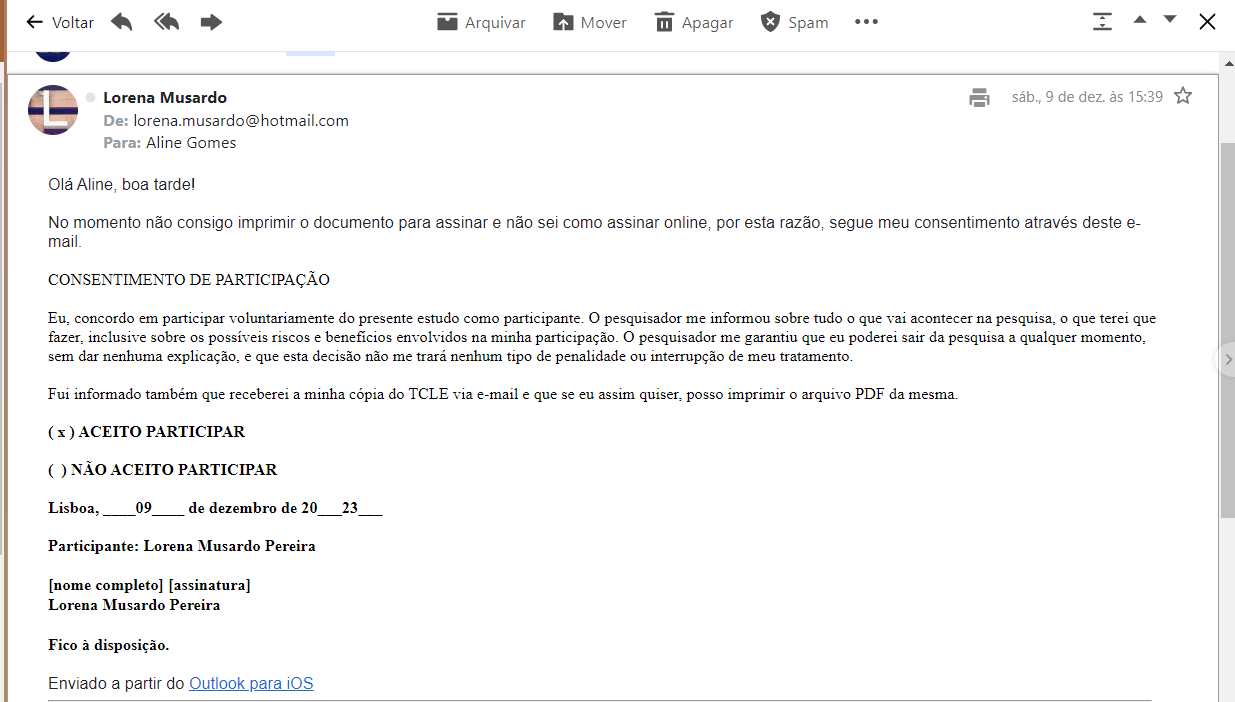 Voltar
Arquivar
Mover
Apagar
Spam
L
Lorena Musardo
sáb., 9 de dez. às 15:39
De: lorena.musardo@hotmail.com
Para: Aline Gomes
Olá Aline, boa tarde!
No momento não consigo imprimir o documento para assinar e não sei como assinar online, por esta razão, segue meu consentimento através deste e-
mail.
CONSENTIMENTO DE PARTICIPAÇÃO
Eu, concordo em participar voluntariamente do presente estudo como participante. O pesquisador me informou sobre tudo o que vai acontecer na pesquisa, o que terei que
fazer, inclusive sobre os possíveis riscos e benefícios envolvidos na minha participação. O pesquisador me garantiu que eu poderei sair da pesquisa a qualquer momento,
sem dar nenhuma explicação, e que esta decisão não me trará nenhum tipo de penalidade ou interrupção de meu tratamento.
Fui informado também que receberei a minha cópia do TCLE via e-mail e que se eu assim quiser, posso imprimir o arquivo PDF da mesma.
( x ) ACEITO PARTICIPAR
(  ) NÃO ACEITO PARTICIPAR
Lisboa, ____09____ de dezembro de 20___23___
Participante: Lorena Musardo Pereira
[nome completo] [assinatura]
Lorena Musardo Pereira
Fico à disposição.
Enviado a partir do Outlook para iOS